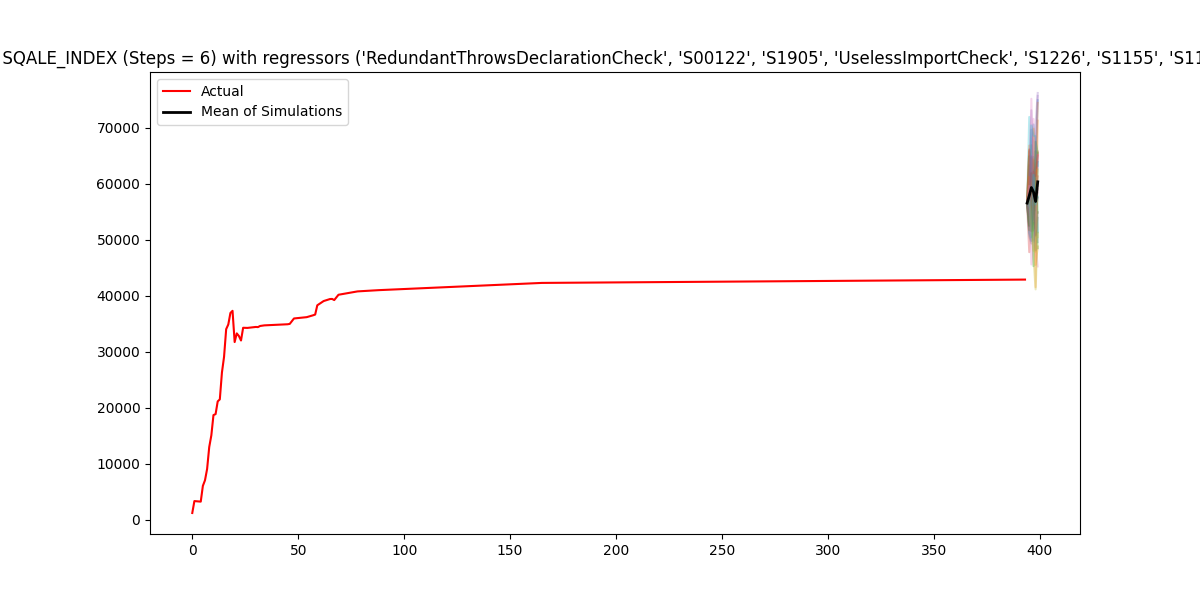 SQALE_INDEX (Steps = 6) with regressors ('RedundantThrowsDeclarationCheck', 'S00122', 'S1905', 'UselessImportCheck', 'S1226', 'S1155', 'S11
Actual
Mean of Simulations
70000
60000
50000
40000
30000
20000
10000
0
0 50 100 150 200 250 300 350 400